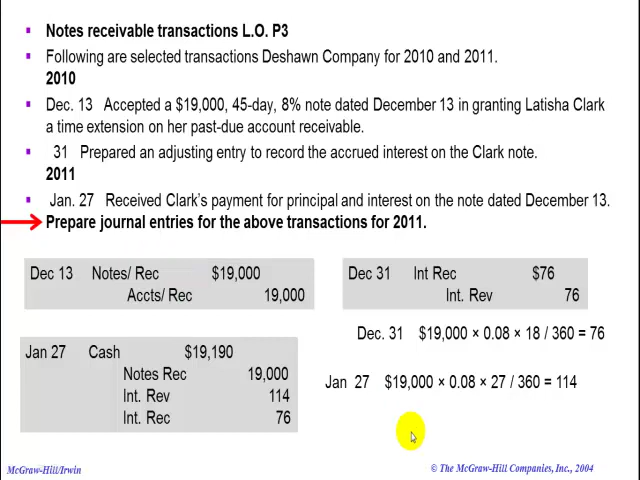 Notes receivable transactions L.O. P3
Following are selected transactions Deshawn Company for 2010 and 2011.
2010
Dec. 13 Accepted a $19,000, 45-day, 8% note dated December 13 in granting Latisha Clark
a time extension on her past-due account receivable.
31 Prepared an adjusting entry to record the accrued interest on the Clark note.
2011
Jan. 27 Received Clark's payment for principal and interest on the note dated December 13.
Prepare journal entries for the above transactions for 2011.
Dec 13 Notes/ Rec $19,000
Accts/ Rec 19,000
Dec 31 Int Rec $76
Int. Rev 76
Dec. 31 $19,000 × 0.08 × 18 / 360 = 76
Jan 27 Cash $19,190
Notes Rec 19,000
Int. Rev 114
Int. Rec 76
Jan 27 $19,000 × 0.08 × 27 / 360 = 114
McGraw-Hill/Irwin
© The McGraw-Hill Companies, Inc., 2004